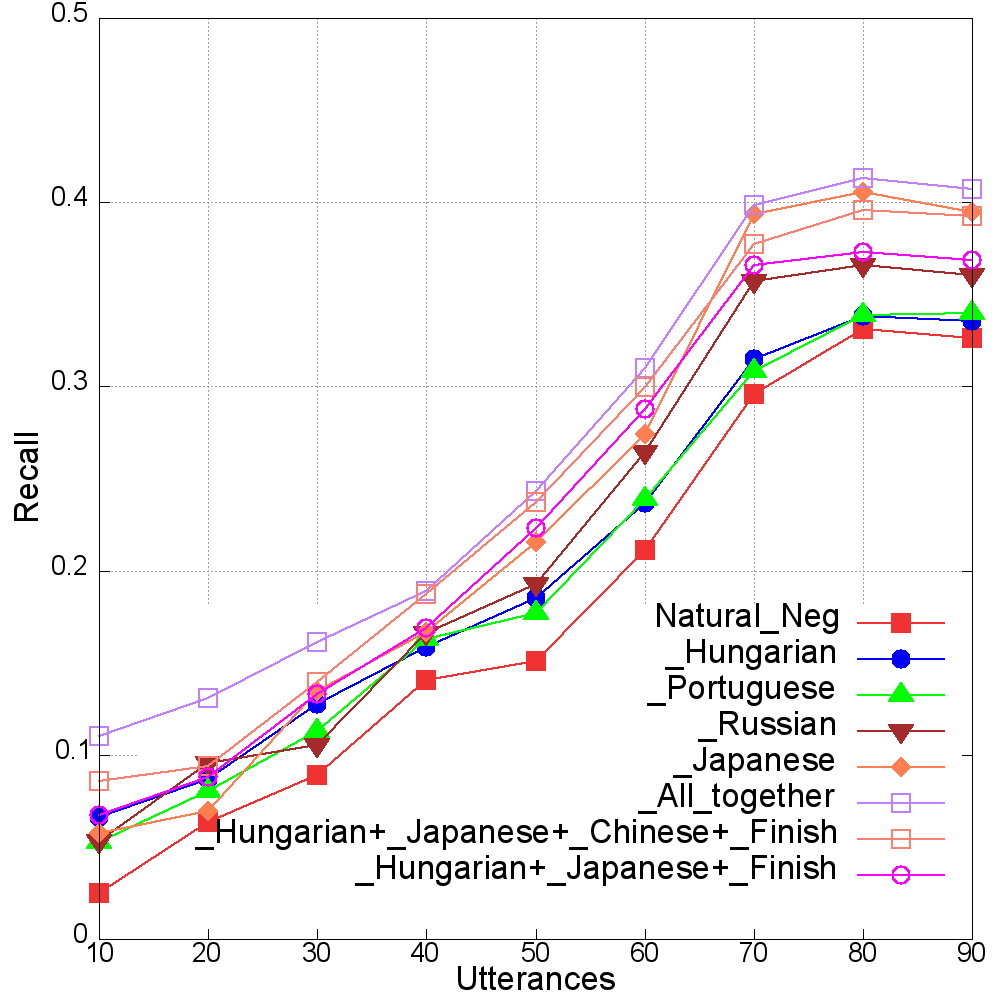 0.5
0.4
0.3
0.2
0.1
0
Recall
Natural_Neg
_Hungarian
_Portuguese
_Russian
_Japanese
_All_together
_Hungarian+_Japanese+_Chinese+_Finish
_Hungarian+_Japanese+_Finish
10 20 30 40 50 60 70 80 90
Utterances